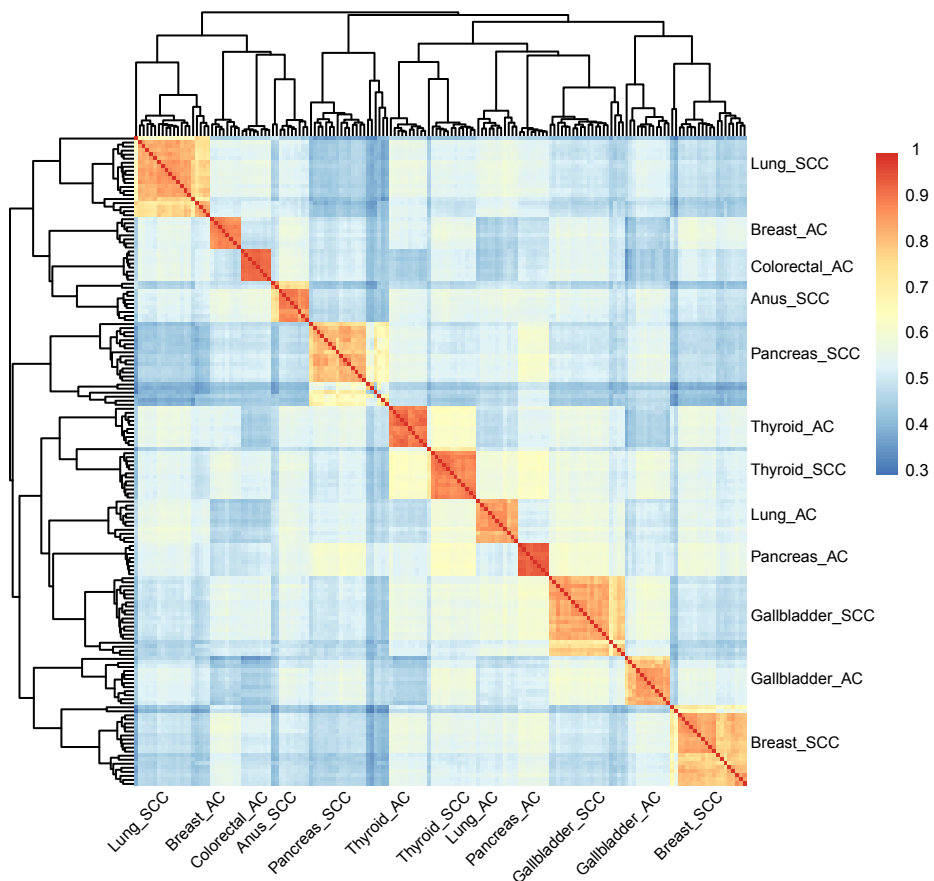 Lung_SCC
Breast_AC
Colorectal_AC
Anus_SCC
Pancreas_SCC
Thyroid_AC
Thyroid_SCC
Lung_AC
Pancreas_AC
Gallbladder_SCC
Gallbladder_AC
Breast_SCC
1
0.9
0.8
0.7
0.6
0.5
0.4
0.3
Lung_SCC
Breast_AC
Colorectal_AC
Anus_SCC
Pancreas_SCC
Thyroid_AC
Thyroid_SCC
Lung_AC
Pancreas_AC
Gallbladder_SCC
Gallbladder_AC
Breast_SCC